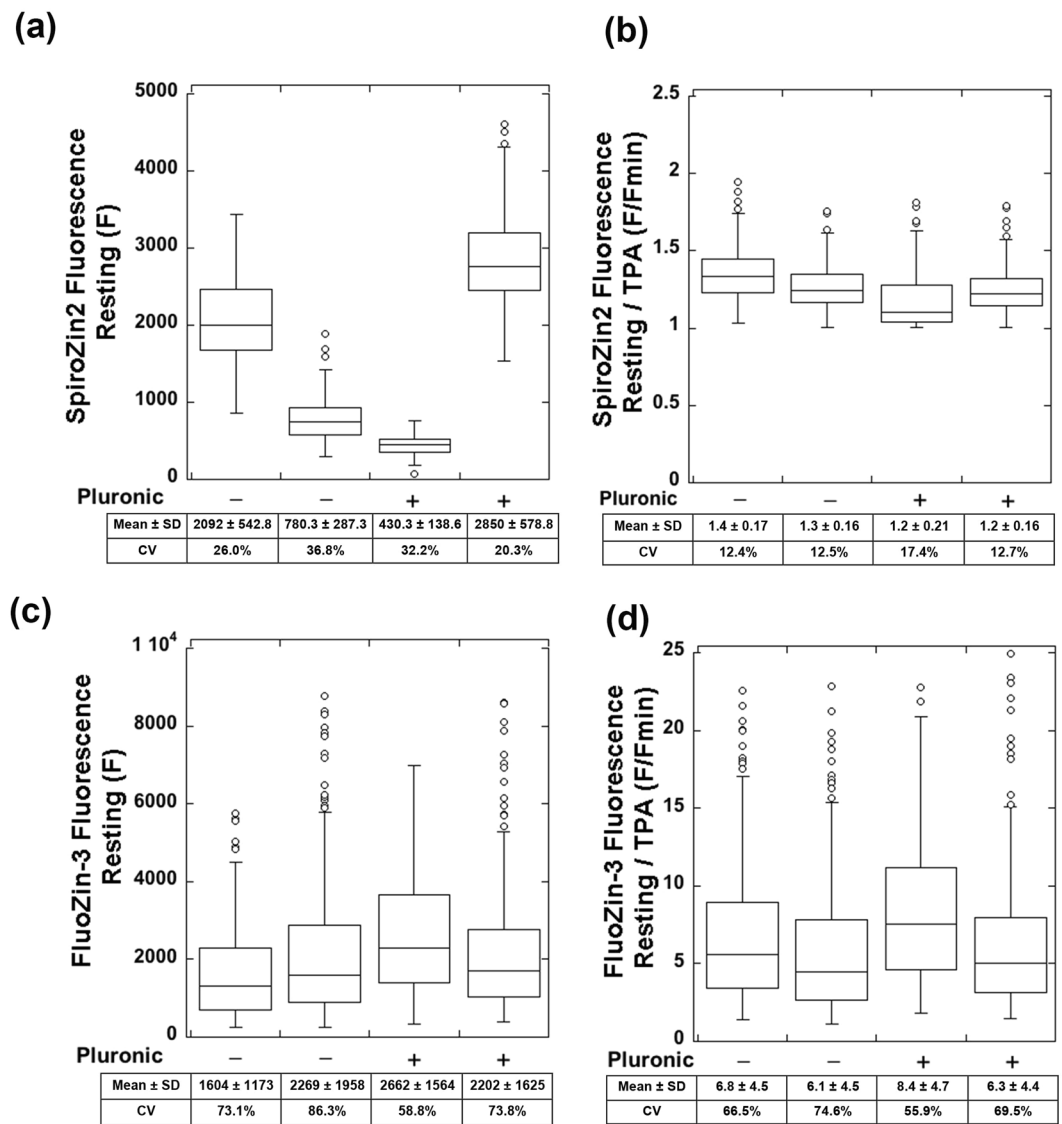 (a)
SpiroZin2 Fluorescence
Resting (F)
5000
4000
3000
2000
1000
0
Pluronic – – + +
Mean ± SD 2092 ± 542.8 780.3 ± 287.3 430.3 ± 138.6 2850 ± 578.8
CV 26.0% 36.8% 32.2% 20.3%
(b)
SpiroZin2 Fluorescence
Resting / TPA (F/Fmin)
2.5
2
1.5
1
0.5
0
Pluronic – – + +
Mean ± SD 1.4 ± 0.17 1.3 ± 0.16 1.2 ± 0.21 1.2 ± 0.16
CV 12.4% 12.5% 17.4% 12.7%
(c)
FluoZin-3 Fluorescence
Resting (F)
1 10⁴
8000
6000
4000
2000
0
Pluronic – – + +
Mean ± SD 1604 ± 1173 2269 ± 1958 2662 ± 1564 2202 ± 1625
CV 73.1% 86.3% 58.8% 73.8%
(d)
FluoZin-3 Fluorescence
Resting / TPA (F/Fmin)
25
20
15
10
5
0
Pluronic – – + +
Mean ± SD 6.8 ± 4.5 6.1 ± 4.5 8.4 ± 4.7 6.3 ± 4.4
CV 66.5% 74.6% 55.9% 69.5%